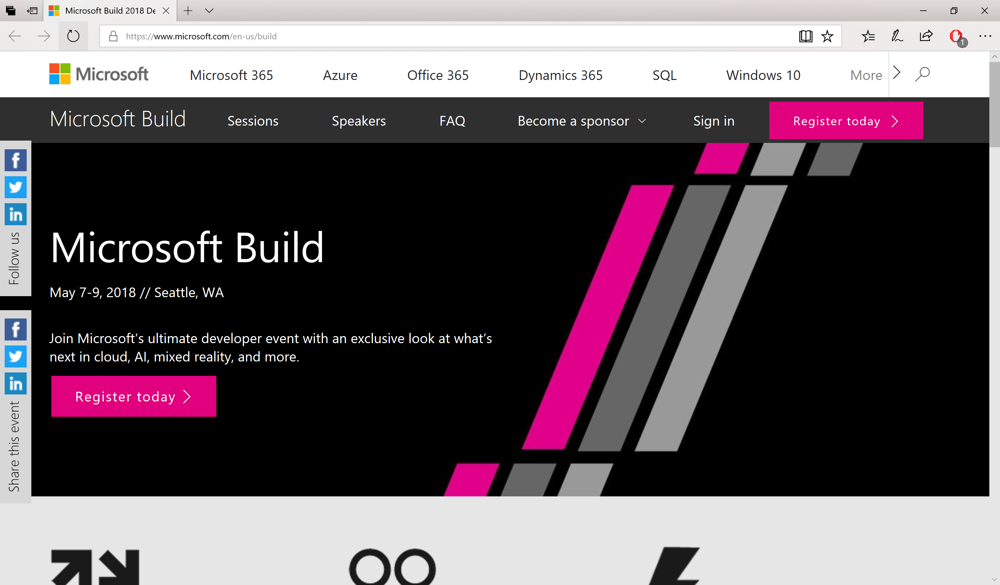 Microsoft Build 2018 De
https://www.microsoft.com/en-us/build
1
Microsoft
Microsoft 365
Azure
Office 365
Dynamics 365
SQL
Windows 10
More
Microsoft Build
Sessions
Speakers
FAQ
Become a sponsor
Sign in
Register today
Follow us
Microsoft Build
May 7-9, 2018 // Seattle, WA
Join Microsoft’s ultimate developer event with an exclusive look at what’s
next in cloud, AI, mixed reality, and more.
Register today
Share this event